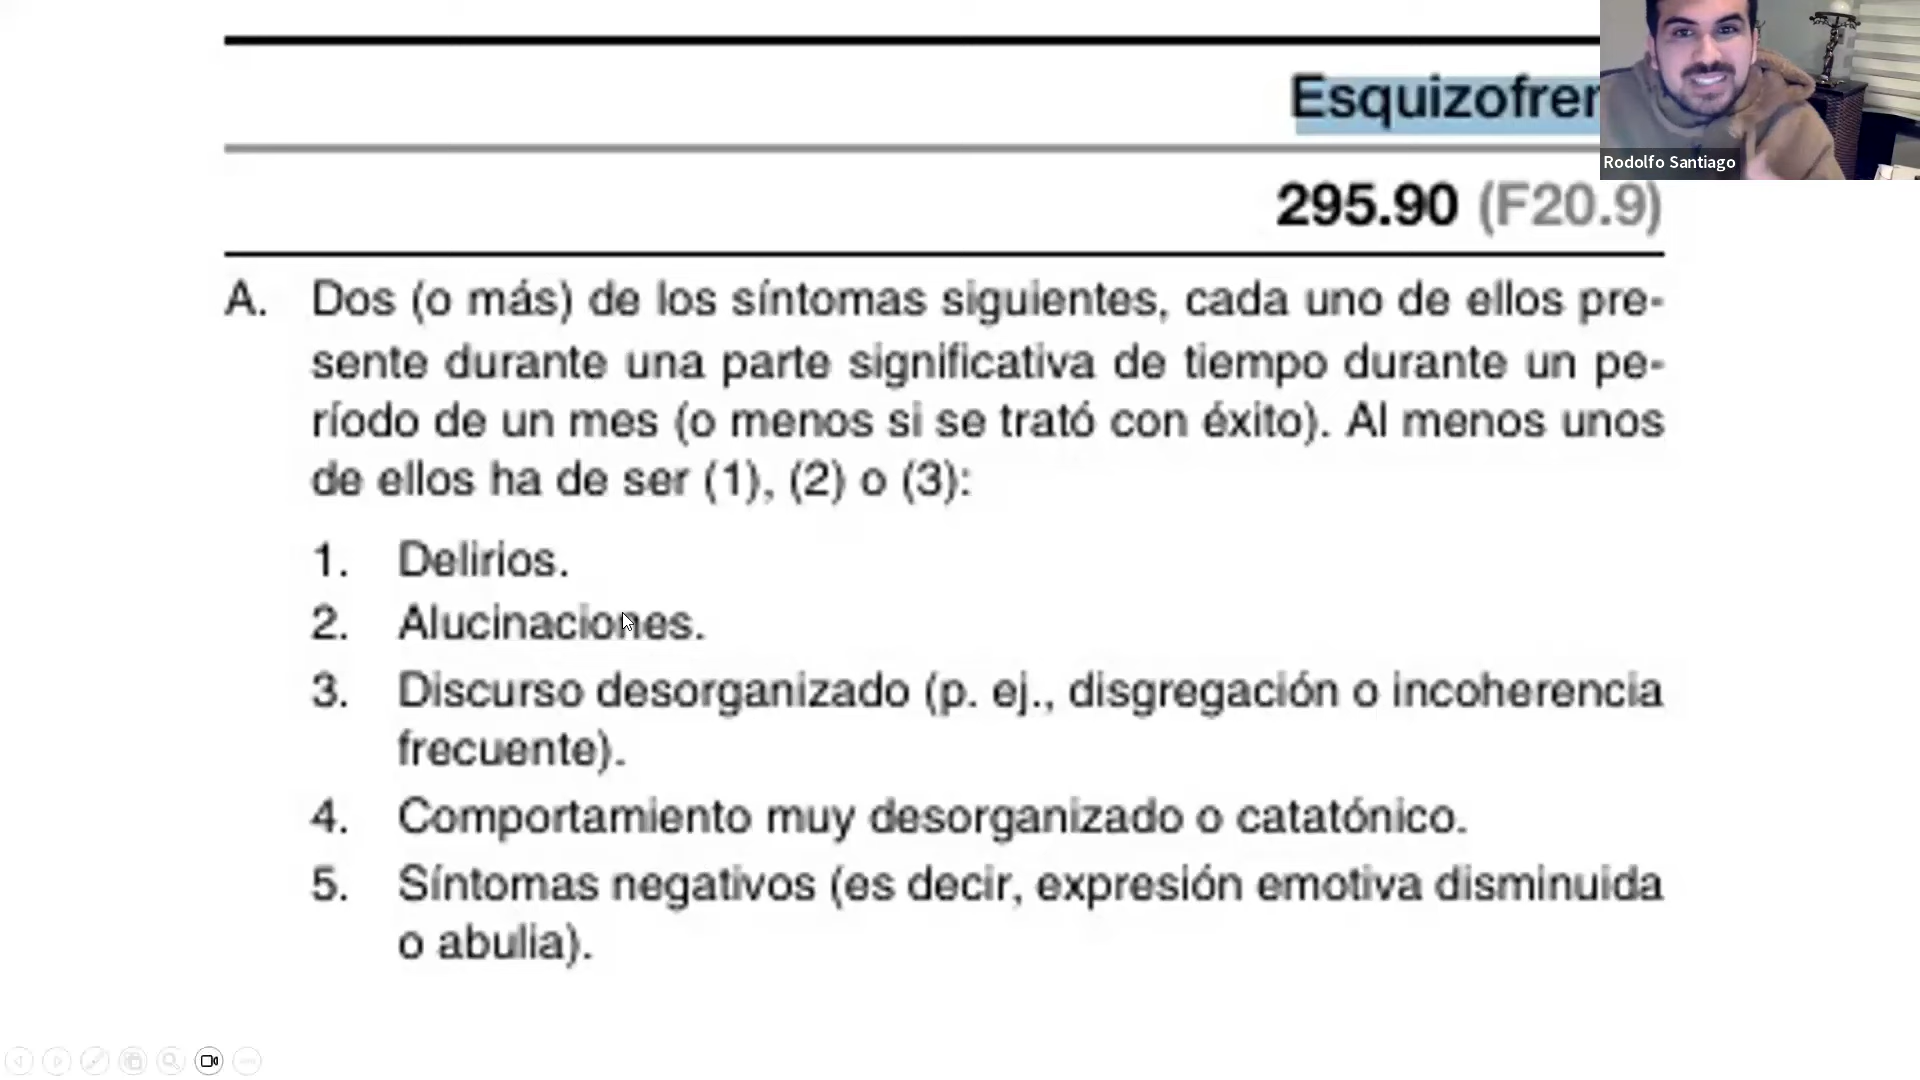 Esquizofren
Rodolfo Santiago
295.90 (F20.9)
A. Dos (o más) de los síntomas siguientes, cada uno de ellos pre-
sente durante una parte significativa de tiempo durante un pe-
ríodo de un mes (o menos si se trató con éxito). Al menos unos
de ellos ha de ser (1), (2) o (3):
1. Delirios.
2. Alucinaciones.
3. Discurso desorganizado (p. ej., disgregación o incoherencia
frecuente).
4. Comportamiento muy desorganizado o catatónico.
5. Síntomas negativos (es decir, expresión emotiva disminuida
o abulia).